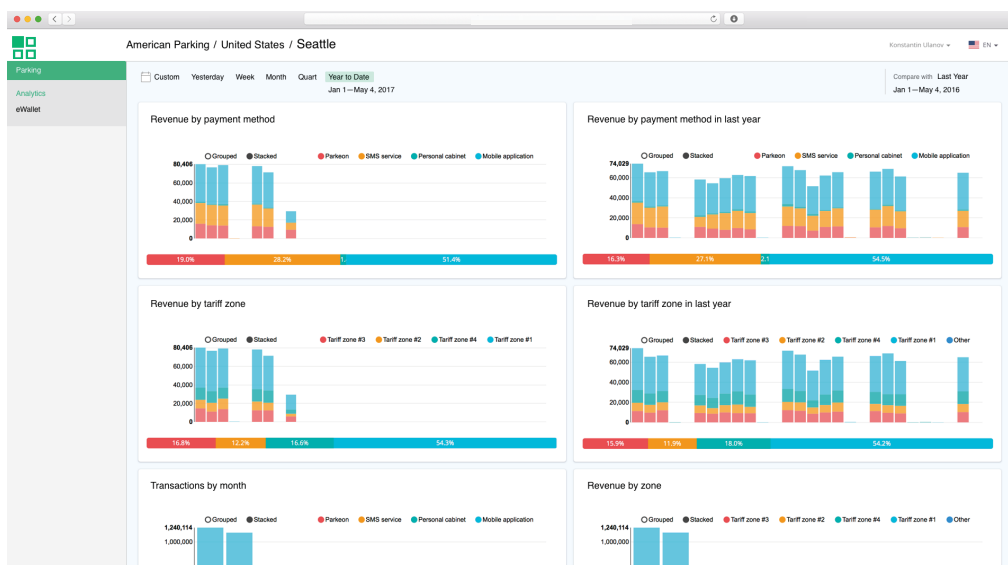 American Parking / United States / Seattle
Konstantin Ulanov
EN
Parking
Analytics
eWallet
Custom Yesterday Week Month Quart Year to Date
Jan 1—May 4, 2017
Compare with Last Year
Jan 1—May 4, 2016
Revenue by payment method
Grouped Stacked Parkeon SMS service Personal cabinet Mobile application
80,406
60,000
40,000
20,000
0
19.0% 28.2% 1. 51.4%
Revenue by payment method in last year
Grouped Stacked Parkeon SMS service Personal cabinet Mobile application
74,029
60,000
40,000
20,000
0
16.3% 27.1% 2.1 54.5%
Revenue by tariff zone
Grouped Stacked Tariff zone #3 Tariff zone #2 Tariff zone #4 Tariff zone #1
80,406
60,000
40,000
20,000
0
16.8% 12.2% 16.6% 54.3%
Revenue by tariff zone in last year
Grouped Stacked Tariff zone #3 Tariff zone #2 Tariff zone #4 Tariff zone #1 Other
74,029
60,000
40,000
20,000
0
15.9% 11.9% 18.0% 54.2%
Transactions by month
Grouped Stacked Parkeon SMS service Personal cabinet Mobile application
1,240,114
1,000,000
Revenue by zone
Grouped Stacked Tariff zone #3 Tariff zone #2 Tariff zone #4 Tariff zone #1 Other
1,240,114
1,000,000